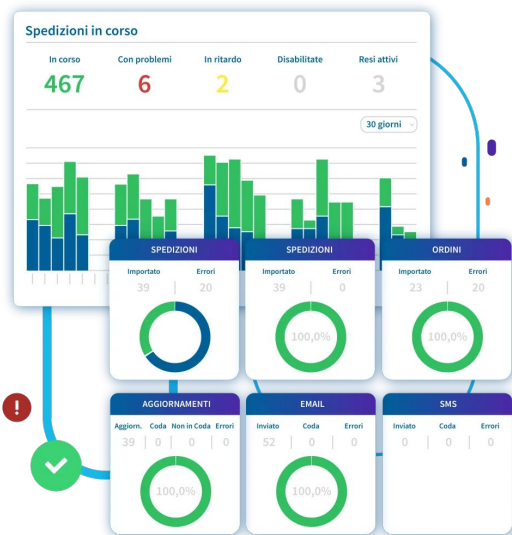 Spedizioni in corso
In corso Con problemi In ritardo Disabilitate Resi attivi
467 6 2 0 3
30 giorni
SPEDIZIONI SPEDIZIONI ORDINI
Importato Errori Importato Errori Importato Errori
39 20 39 0 23 20
100,0% 100,0%
AGGIORNAMENTI EMAIL SMS
Aggiorn. Coda Non in Coda Errori Inviato Coda Errori Inviato Coda Errori
39 0 0 0 52 0 0 0 0 0
100,0% 100,0%